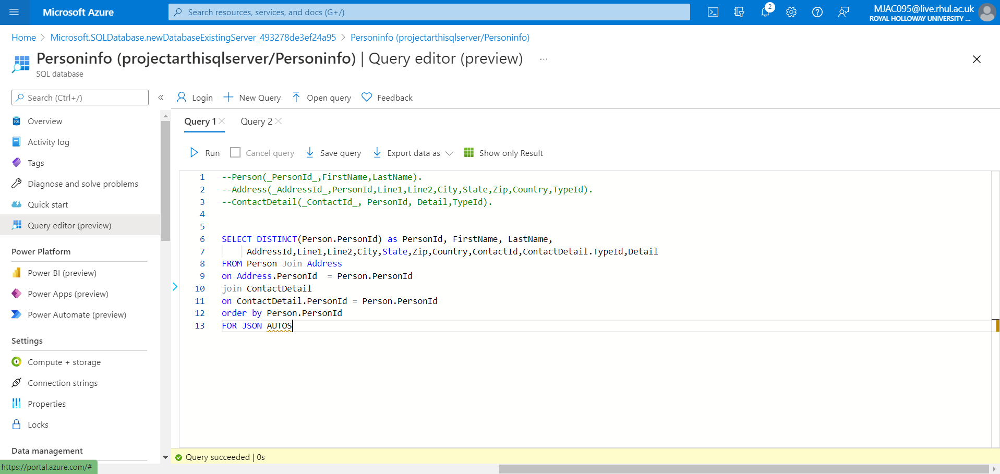 Microsoft Azure
Search resources, services, and docs (G+/)
2
MJAC095@live.rhul.ac.uk
ROYAL HOLLOWAY UNIVERSITY ...
Home > Microsoft.SQLDatabase.newDatabaseExistingServer_493278de3ef24a95 > Personinfo (projectarthisqlserver/Personinfo)
Personinfo (projectarthisqlserver/Personinfo) | Query editor (preview) ...
SQL database
Search (Ctrl+/)
«
Login
New Query
Open query
Feedback
Overview
Activity log
Tags
Diagnose and solve problems
Quick start
Query editor (preview)
Power Platform
Power BI (preview)
Power Apps (preview)
Power Automate (preview)
Settings
Compute + storage
Connection strings
Properties
Locks
Data management
https://portal.azure.com/#
Query 1
Query 2
Run
Cancel query
Save query
Export data as
Show only Result
1 --Person(_PersonId_,FirstName,LastName).
2 --Address(_AddressId_,PersonId,Line1,Line2,City,State,Zip,Country,TypeId).
3 --ContactDetail(_ContactId_, PersonId, Detail,TypeId).
4
5
6 SELECT DISTINCT(Person.PersonId) as PersonId, FirstName, LastName,
7 AddressId,Line1,Line2,City,State,Zip,Country,ContactId,ContactDetail.TypeId,Detail
8 FROM Person Join Address
9 on Address.PersonId  = Person.PersonId
10 join ContactDetail
11 on ContactDetail.PersonId = Person.PersonId
12 order by Person.PersonId
13 FOR JSON AUTOS
Query succeeded | 0s